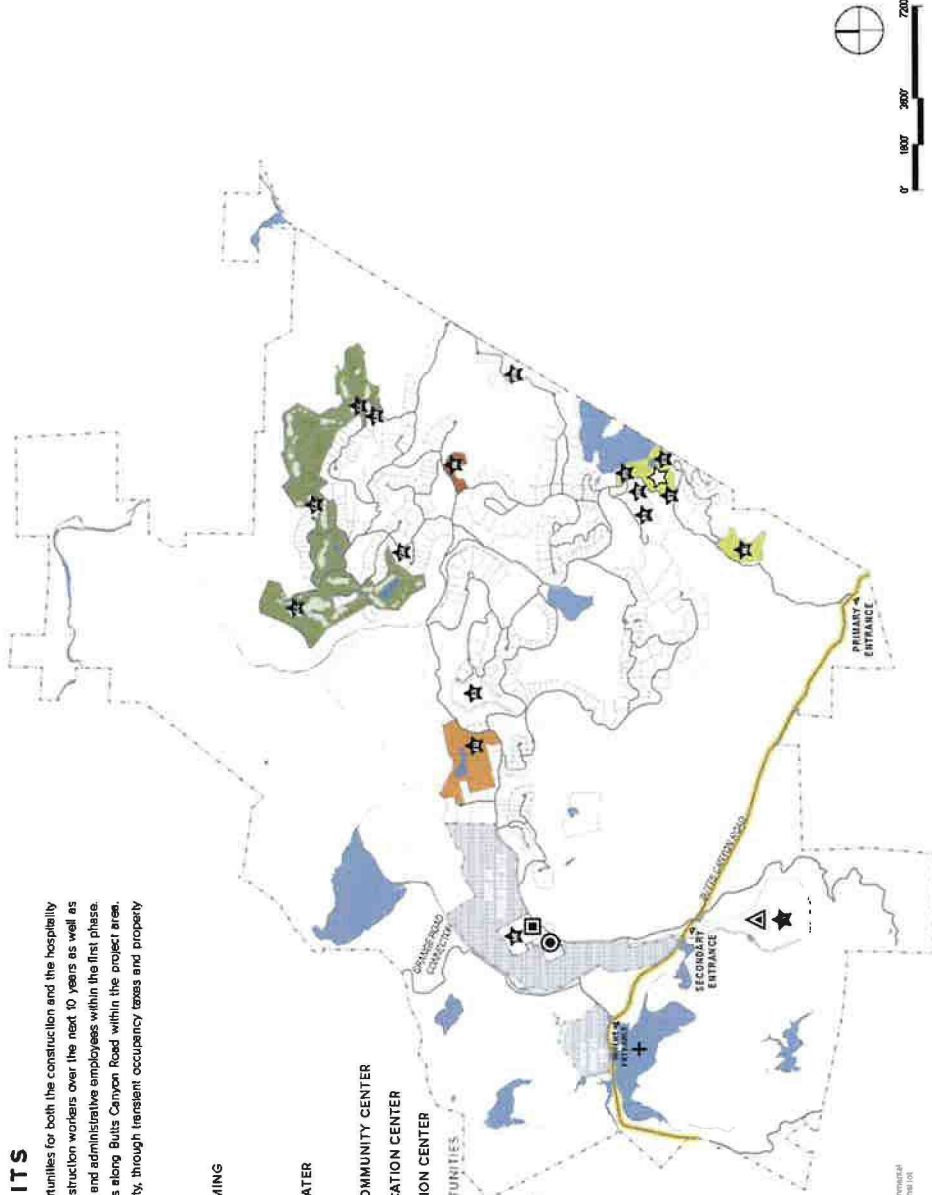 ITS
rtunities for both the construction and the hospitality
struction workers over the next 10 years as well as
and administrative employees within the first phase.
s along Butts Canyon Road within the project area.
ty, through transient occupancy taxes and property
MING
ATER
OMMUNITY CENTER
CATION CENTER
ION CENTER
TUNITIES
GRANGE ROAD
CONNECTION
BUTTS CANYON ROAD
SECONDARY
ENTRANCE
ENTRANCE
PRIMARY
ENTRANCE
0' 1800' 3600' 7200